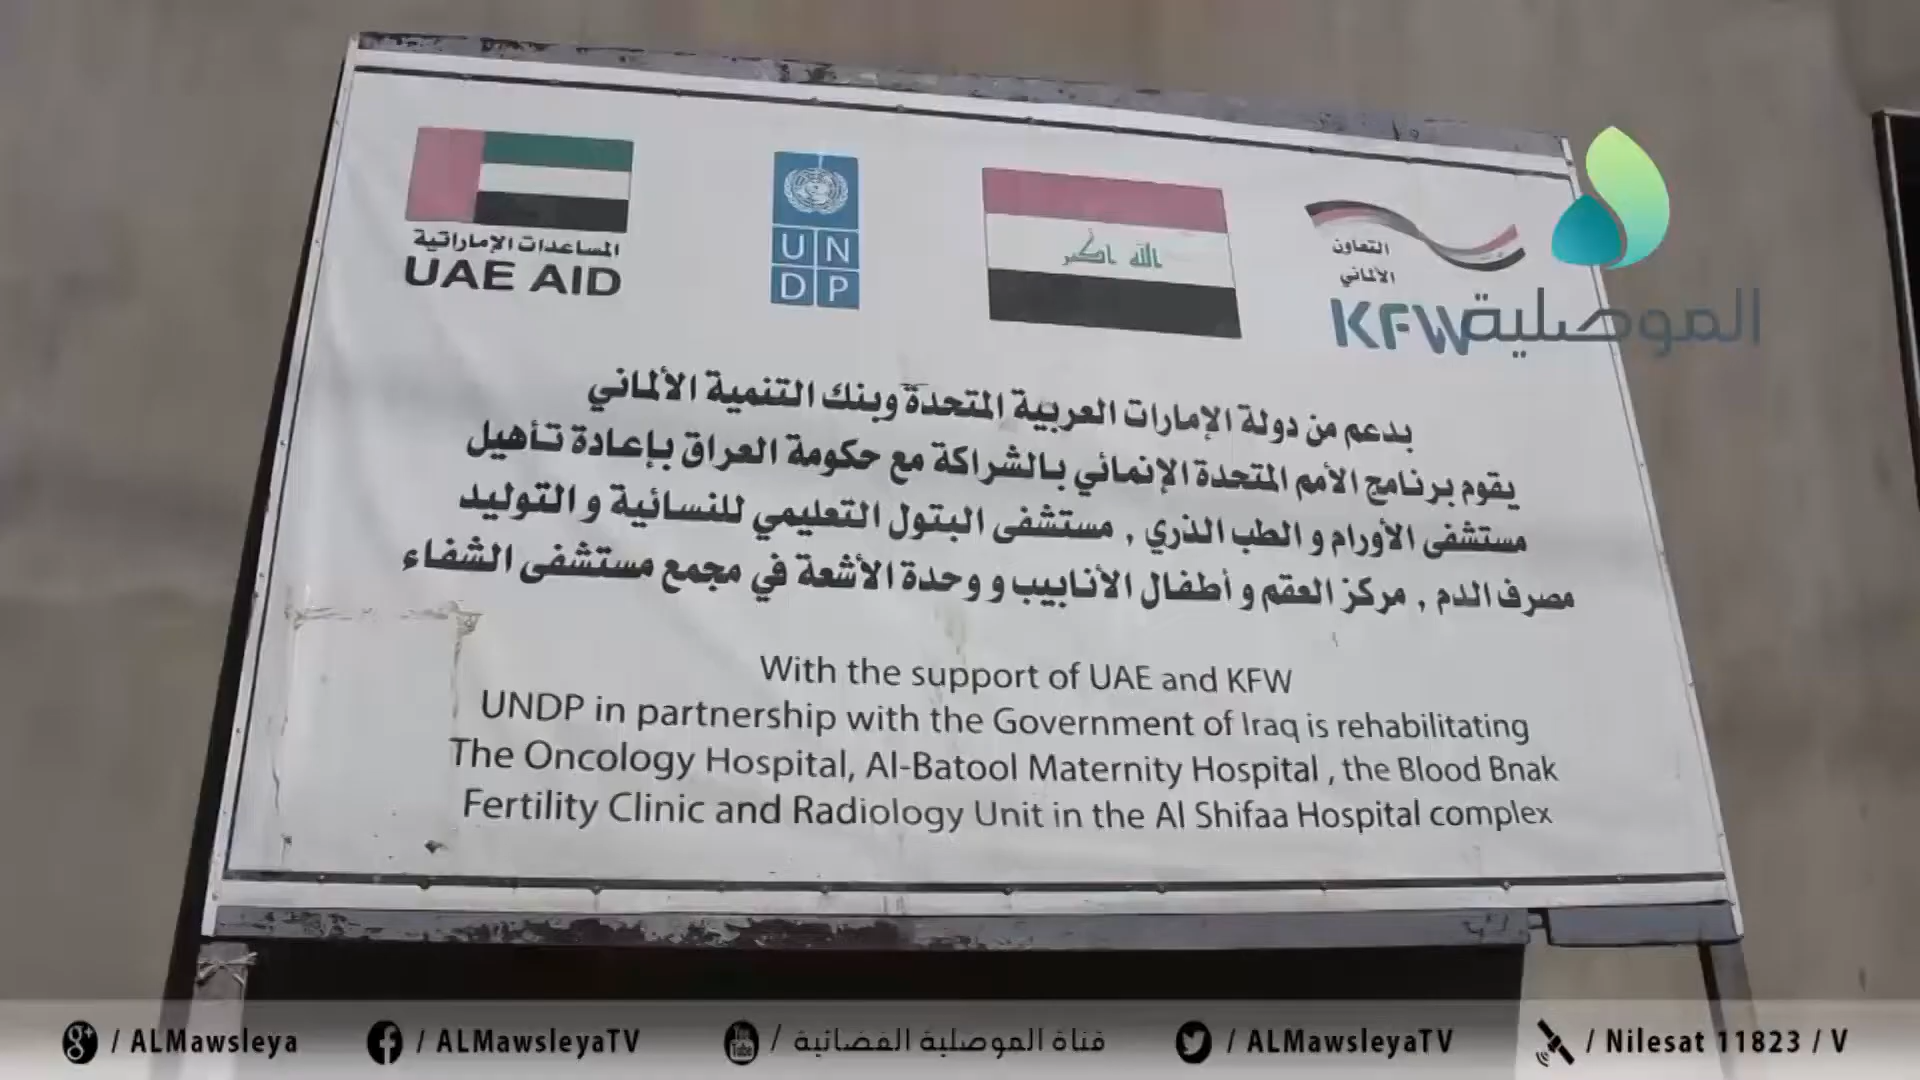 المساعدات الإماراتية
UAE AID
UN
DP
الله اكبر
التعاون
الألماني
KFW
الموصلية
بدعم من دولة الإمارات العربية المتحدة وبنك التنمية الألماني
يقوم برنامج الأمم المتحدة الإنمائي بالشراكة مع حكومة العراق بإعادة تأهيل
مستشفى الأورام و الطب الذري , مستشفى البتول التعليمي للنسائية و التوليد
مصرف الدم , مركز العقم و أطفال الأنابيب و وحدة الأشعة في مجمع مستشفى الشفاء
With the support of UAE and KFW
UNDP in partnership with the Government of Iraq is rehabilitating
The Oncology Hospital, Al-Batool Maternity Hospital , the Blood Bnak
Fertility Clinic and Radiology Unit in the Al Shifaa Hospital complex
g+ / ALMawsleya
f / ALMawsleyaTV
You Tube / قناة الموصلية الفضائية
/ ALMawsleyaTV
/ Nilesat 11823 / V